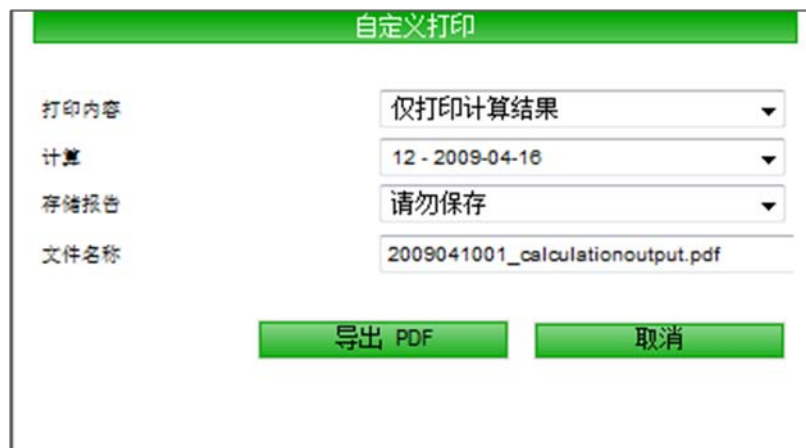 自定义打印
打印内容 仅打印计算结果
计算 12 - 2009-04-16
存储报告 请勿保存
文件名称 2009041001_calculationoutput.pdf
导出 PDF 取消